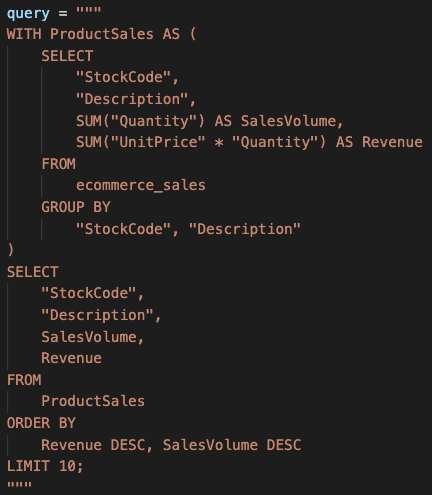 query = """
WITH ProductSales AS (
    SELECT
        "StockCode",
        "Description",
        SUM("Quantity") AS SalesVolume,
        SUM("UnitPrice" * "Quantity") AS Revenue
    FROM
        ecommerce_sales
    GROUP BY
        "StockCode", "Description"
)
SELECT
    "StockCode",
    "Description",
    SalesVolume,
    Revenue
FROM
    ProductSales
ORDER BY
    Revenue DESC, SalesVolume DESC
LIMIT 10;
"""